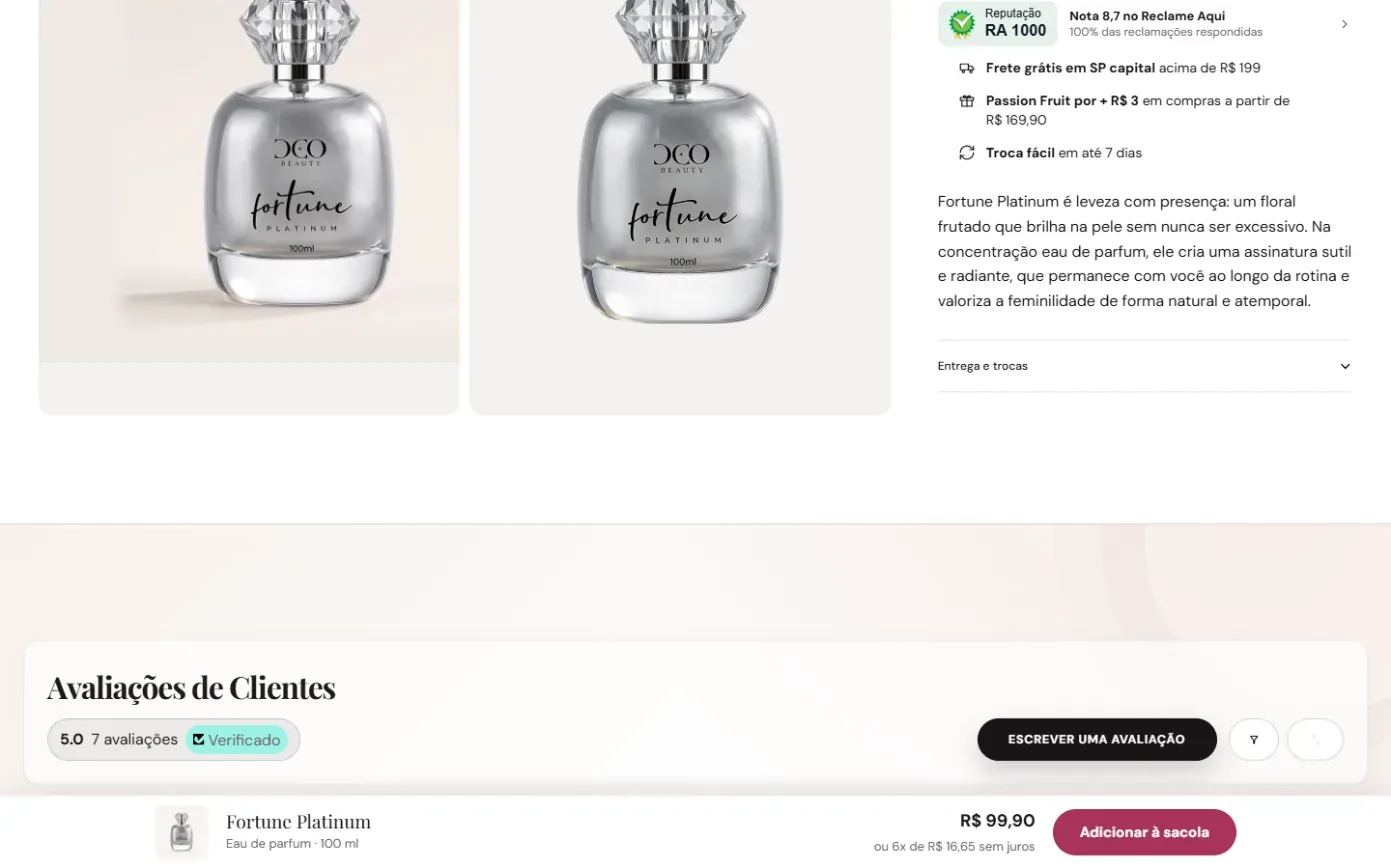 CEO
BEAUTY
fortune
PLATINUM
100ml
CEO
BEAUTY
fortune
PLATINUM
100ml
Reputação
RA 1000
Nota 8,7 no Reclame Aqui
100% das reclamações respondidas
Frete grátis em SP capital acima de R$ 199
Passion Fruit por + R$ 3 em compras a partir de
R$ 169,90
Troca fácil em até 7 dias
Fortune Platinum é leveza com presença: um floral
frutado que brilha na pele sem nunca ser excessivo. Na
concentração eau de parfum, ele cria uma assinatura sutil
e radiante, que permanece com você ao longo da rotina e
valoriza a feminilidade de forma natural e atemporal.
Entrega e trocas
Avaliações de Clientes
5.0 7 avaliações Verificado
ESCREVER UMA AVALIAÇÃO
Fortune Platinum
Eau de parfum · 100 ml
R$ 99,90
ou 6x de R$ 16,65 sem juros
Adicionar à sacola